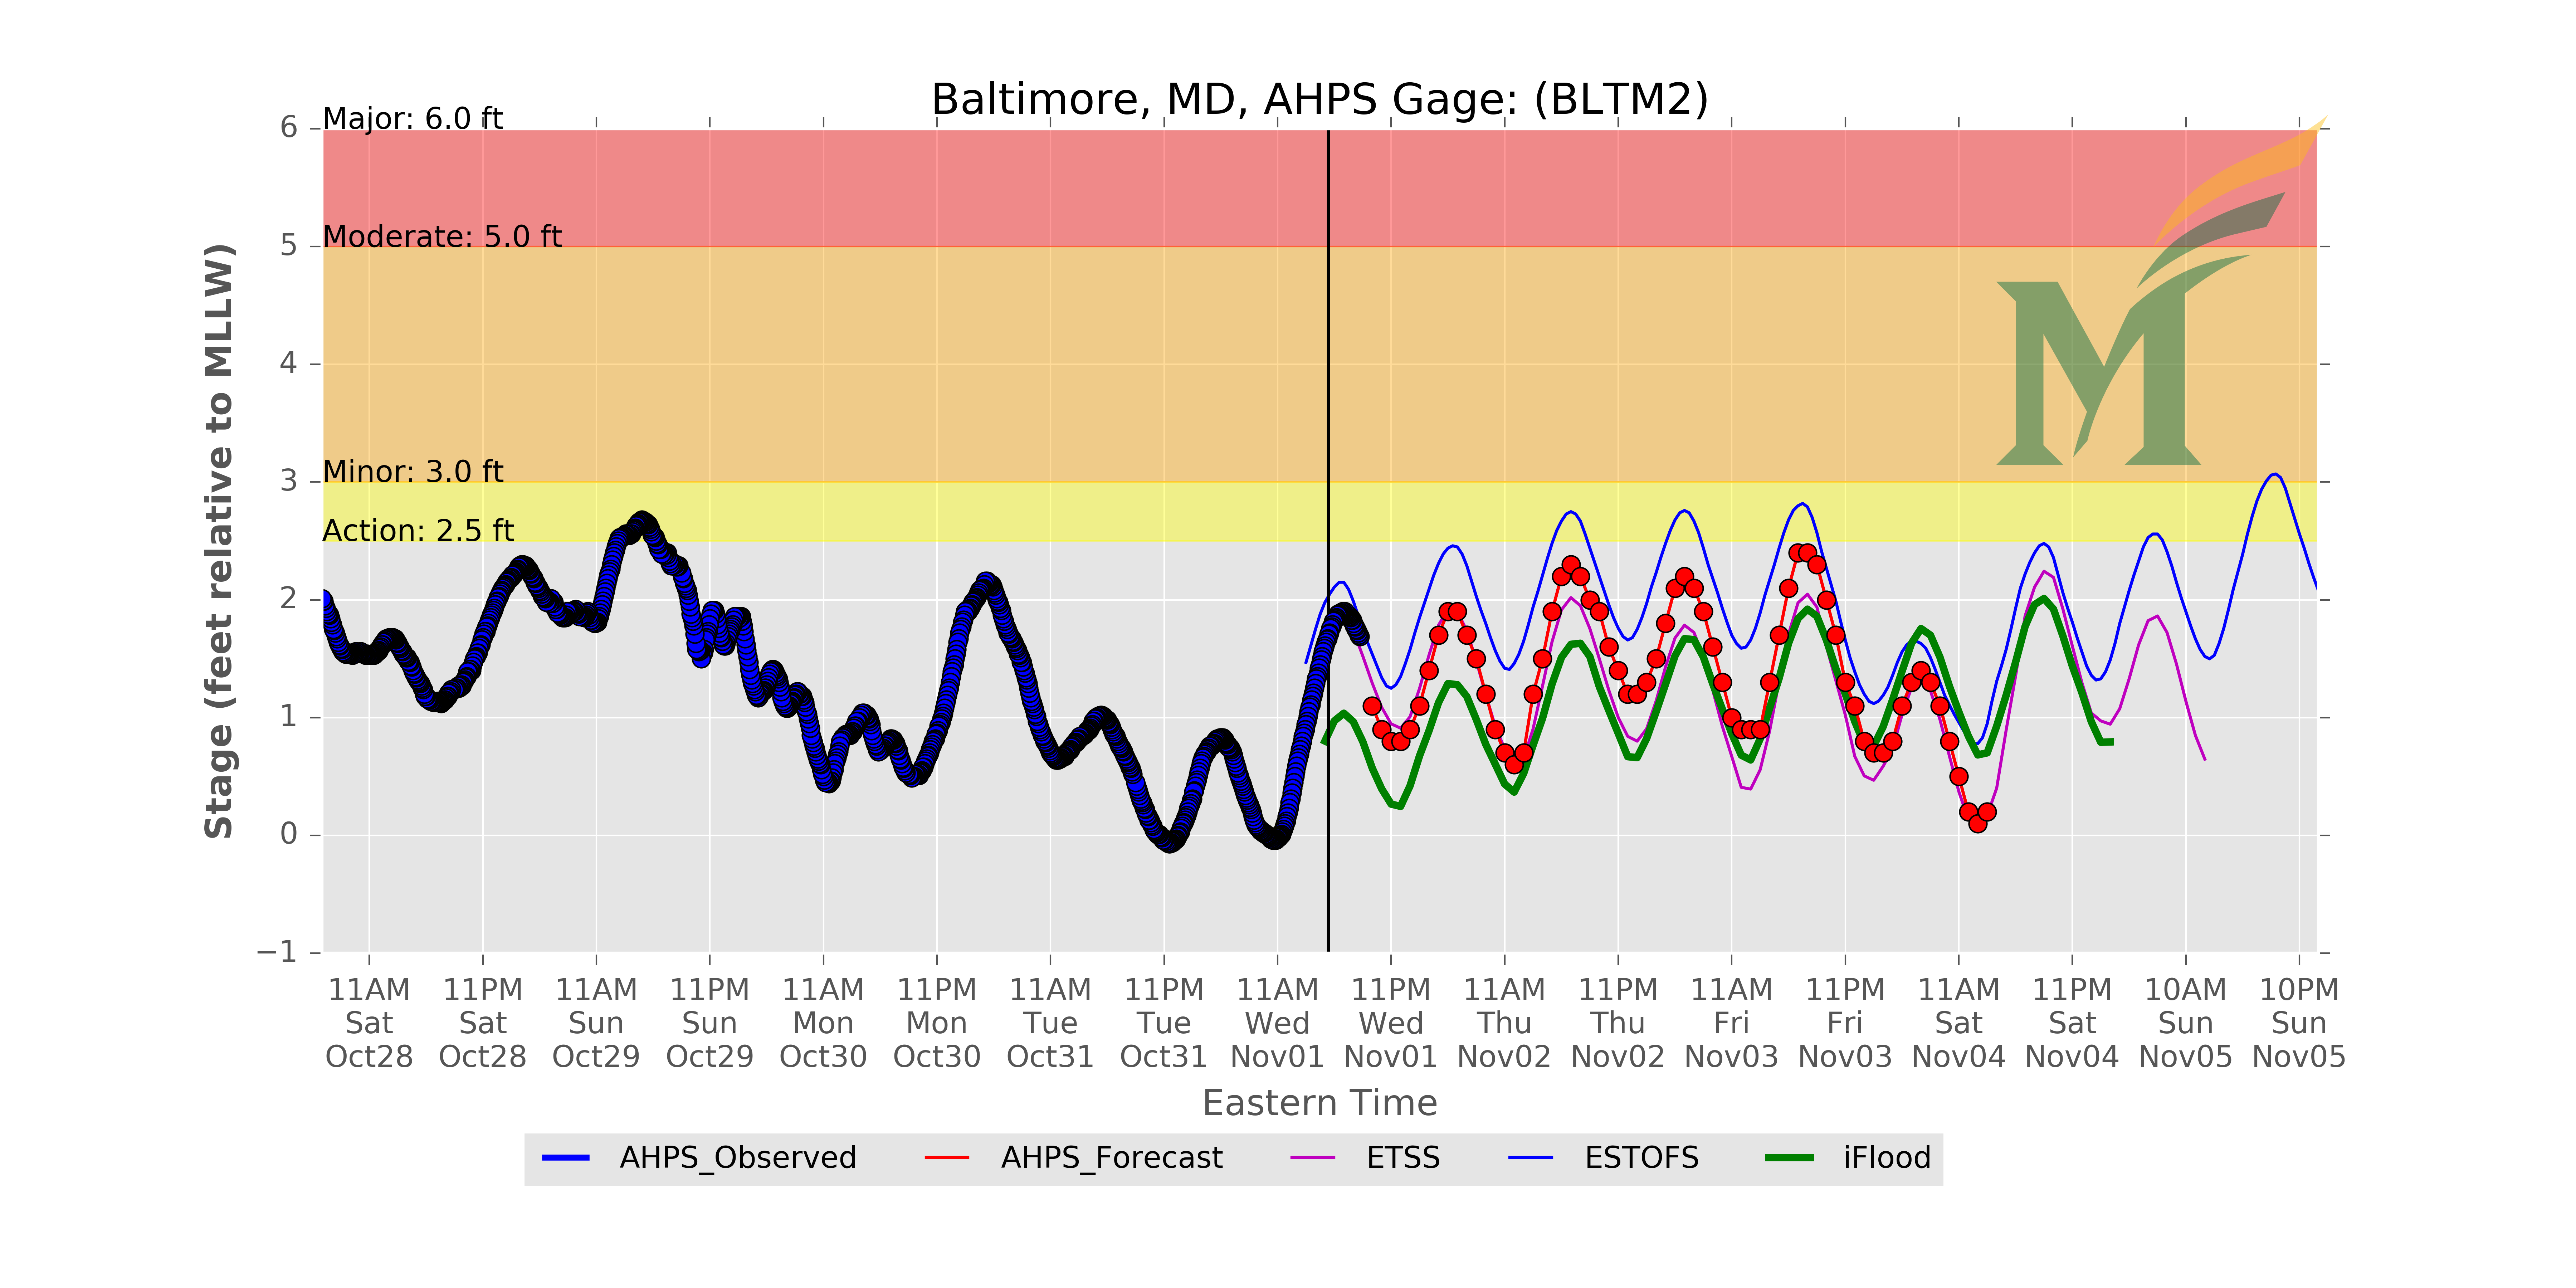 Baltimore, MD, AHPS Gage: (BLTM2)
Stage (feet relative to MLLW)
6
5
4
3
2
1
0
−1
Major: 6.0 ft
Moderate: 5.0 ft
Minor: 3.0 ft
Action: 2.5 ft
M
11AM 11PM 11AM 11PM 11AM 11PM 11AM 11PM 11AM 11PM 11AM 11PM 11AM 11PM 11AM 11PM 10AM 10PM
Sat Sat Sun Sun Mon Mon Tue Tue Wed Wed Thu Thu Fri Fri Sat Sat Sun Sun
Oct28 Oct28 Oct29 Oct29 Oct30 Oct30 Oct31 Oct31 Nov01 Nov01 Nov02 Nov02 Nov03 Nov03 Nov04 Nov04 Nov05 Nov05
Eastern Time
AHPS_Observed AHPS_Forecast ETSS ESTOFS iFlood